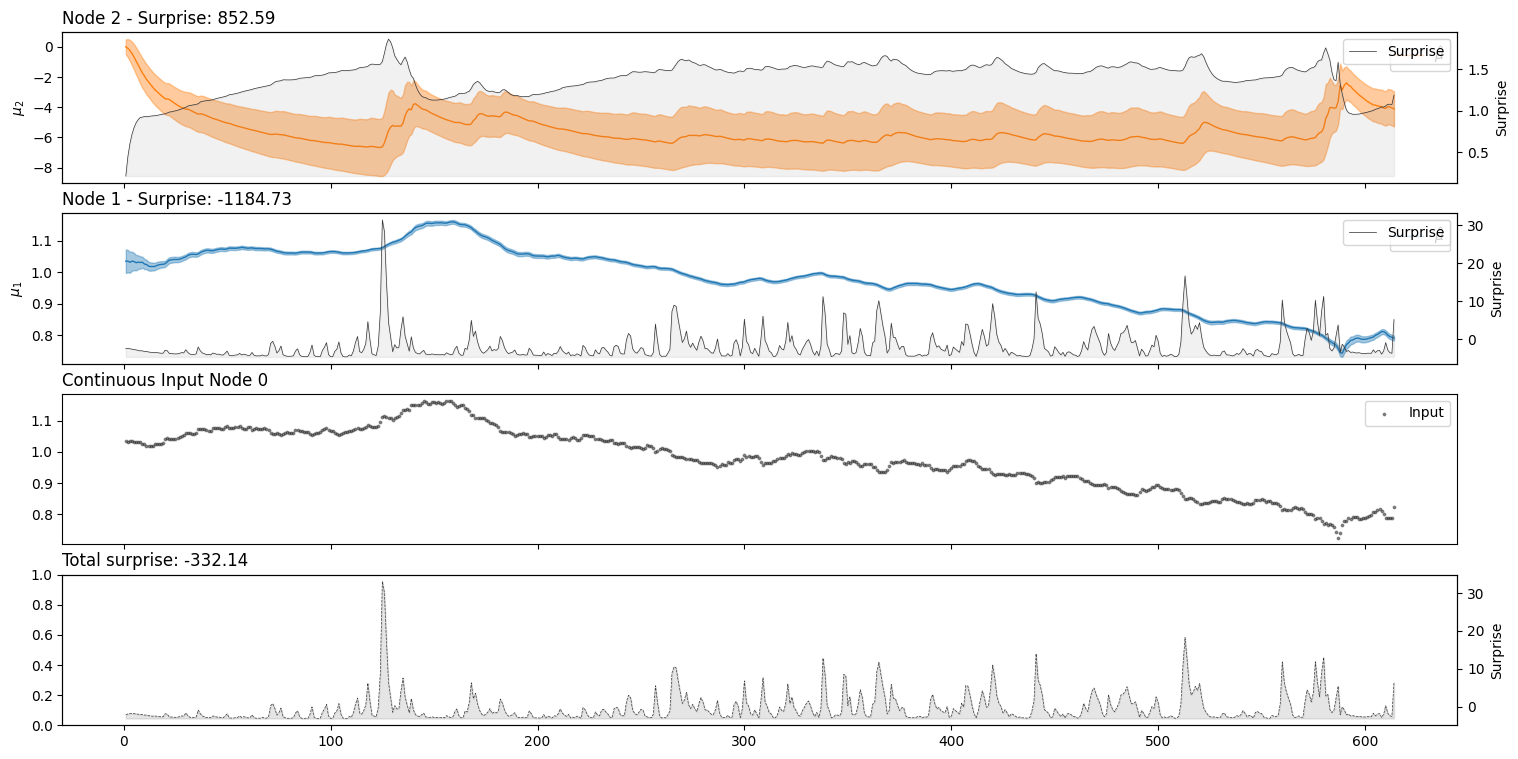 Node 2 - Surprise: 852.59
0
−2
−4
−6
−8
μ2
Surprise
1.5
1.0
0.5
Surprise
Node 1 - Surprise: -1184.73
1.1
1.0
0.9
0.8
μ1
Surprise
30
20
10
0
Surprise
Continuous Input Node 0
1.1
1.0
0.9
0.8
Input
Total surprise: -332.14
1.0
0.8
0.6
0.4
0.2
0.0
30
20
10
0
Surprise
0 100 200 300 400 500 600